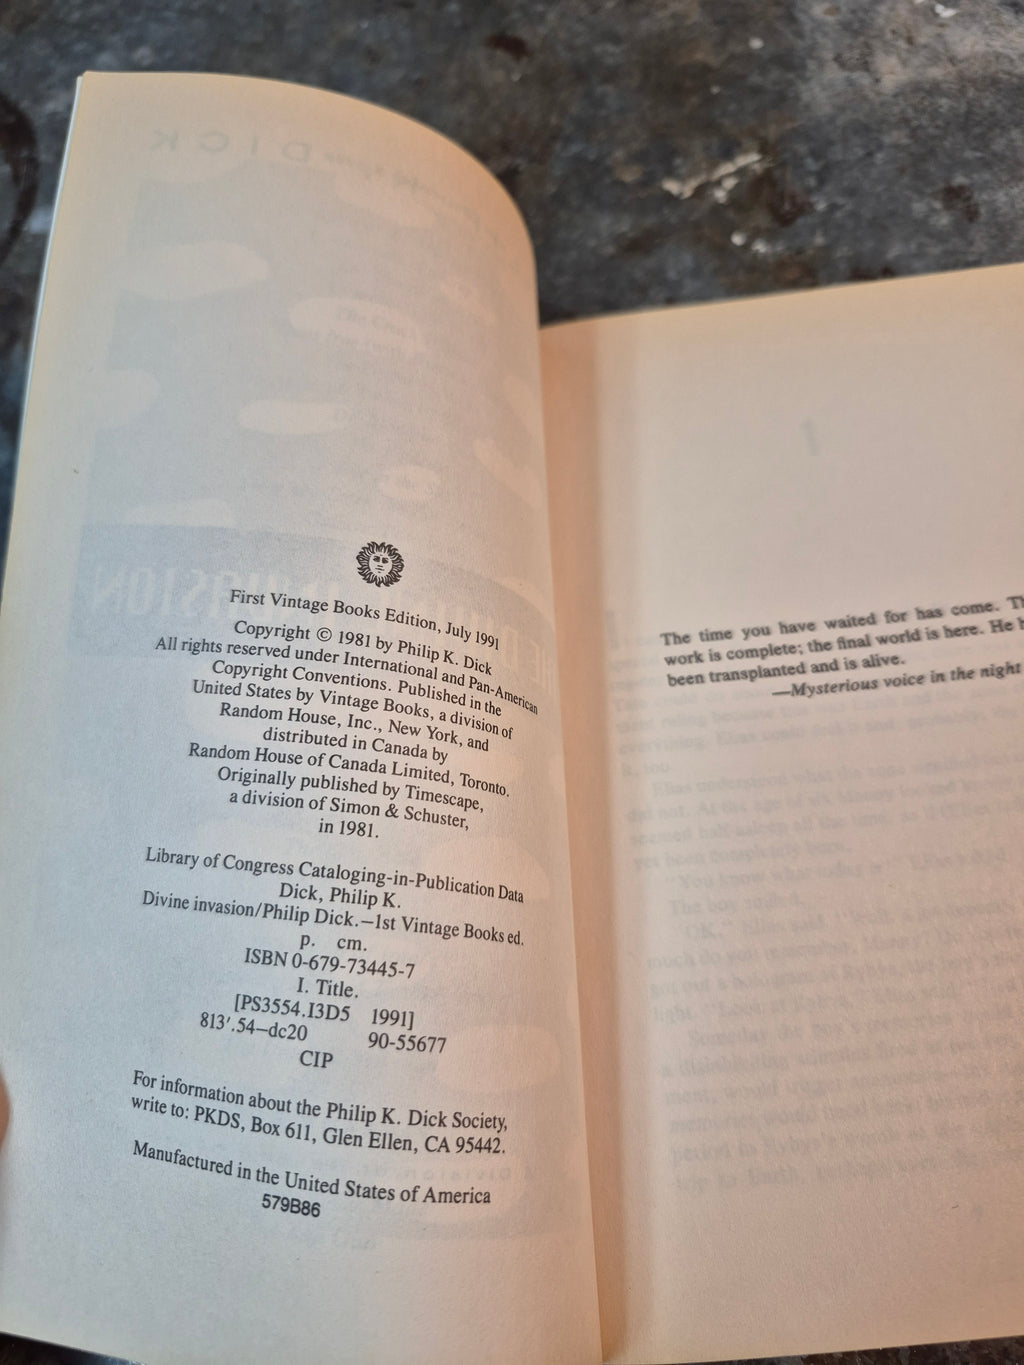 First Vintage Books Edition, July 1991
Copyright © 1981 by Philip K. Dick
All rights reserved under International and Pan-American
Copyright Conventions. Published in the
United States by Vintage Books, a division of
Random House, Inc., New York, and
distributed in Canada by
Random House of Canada Limited, Toronto.
Originally published by Timescape,
a division of Simon & Schuster,
in 1981.
Library of Congress Cataloging-in-Publication Data
Dick, Philip K.
Divine invasion/Philip Dick.—1st Vintage Books ed.
p. cm.
ISBN 0-679-73445-7
I. Title.
[PS3554.I3D5 1991]
813'.54—dc20 90-55677
CIP
For information about the Philip K. Dick Society,
write to: PKDS, Box 611, Glen Ellen, CA 95442.
Manufactured in the United States of America
579B86
The time you have waited for has come.
work is complete; the final world is here. He
been transplanted and is alive.
—Mysterious voice in the night